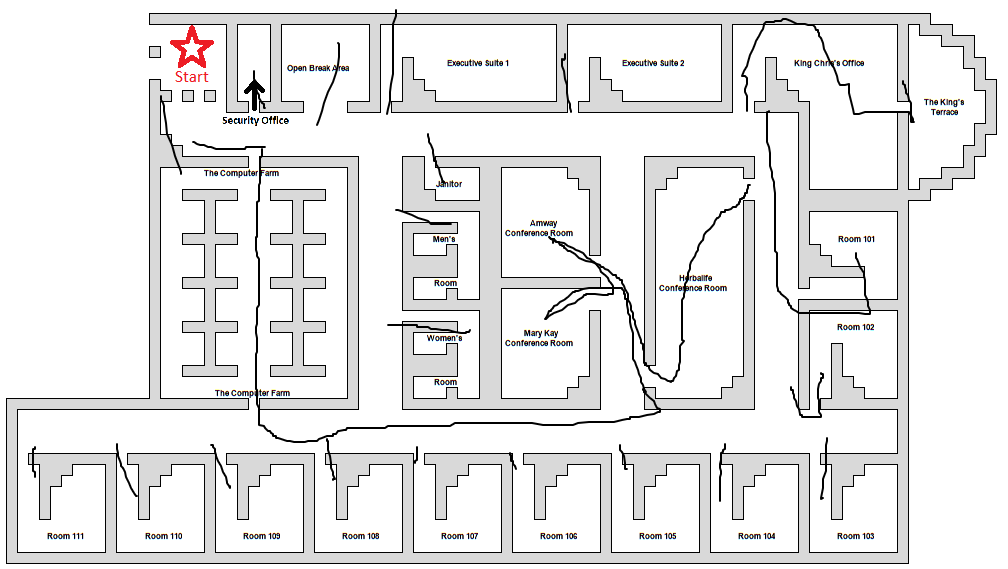 Start
Open Break Area
Executive Suite 1
Executive Suite 2
King Chris's Office
The King's
Terrace
Security Office
The Computer Farm
Janitor
Amway
Conference Room
Men's
Room
Herbalife
Conference Room
Room 101
Women's
Room
Mary Kay
Conference Room
Room 102
The Computer Farm
Room 111
Room 110
Room 109
Room 108
Room 107
Room 106
Room 105
Room 104
Room 103